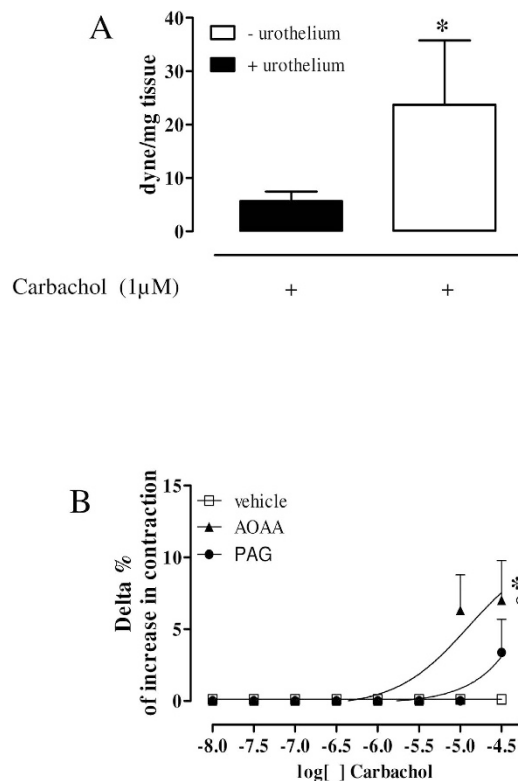 A
- urothelium
+ urothelium
*
dyne/mg tissue
40
30
20
10
0
Carbachol (1µM)
+ +
B
vehicle
AOAA
PAG
Delta %
of increase in contraction
15
10
5
0
*
-8.0 -7.5 -7.0 -6.5 -6.0 -5.5 -5.0 -4.5
log[ ] Carbachol